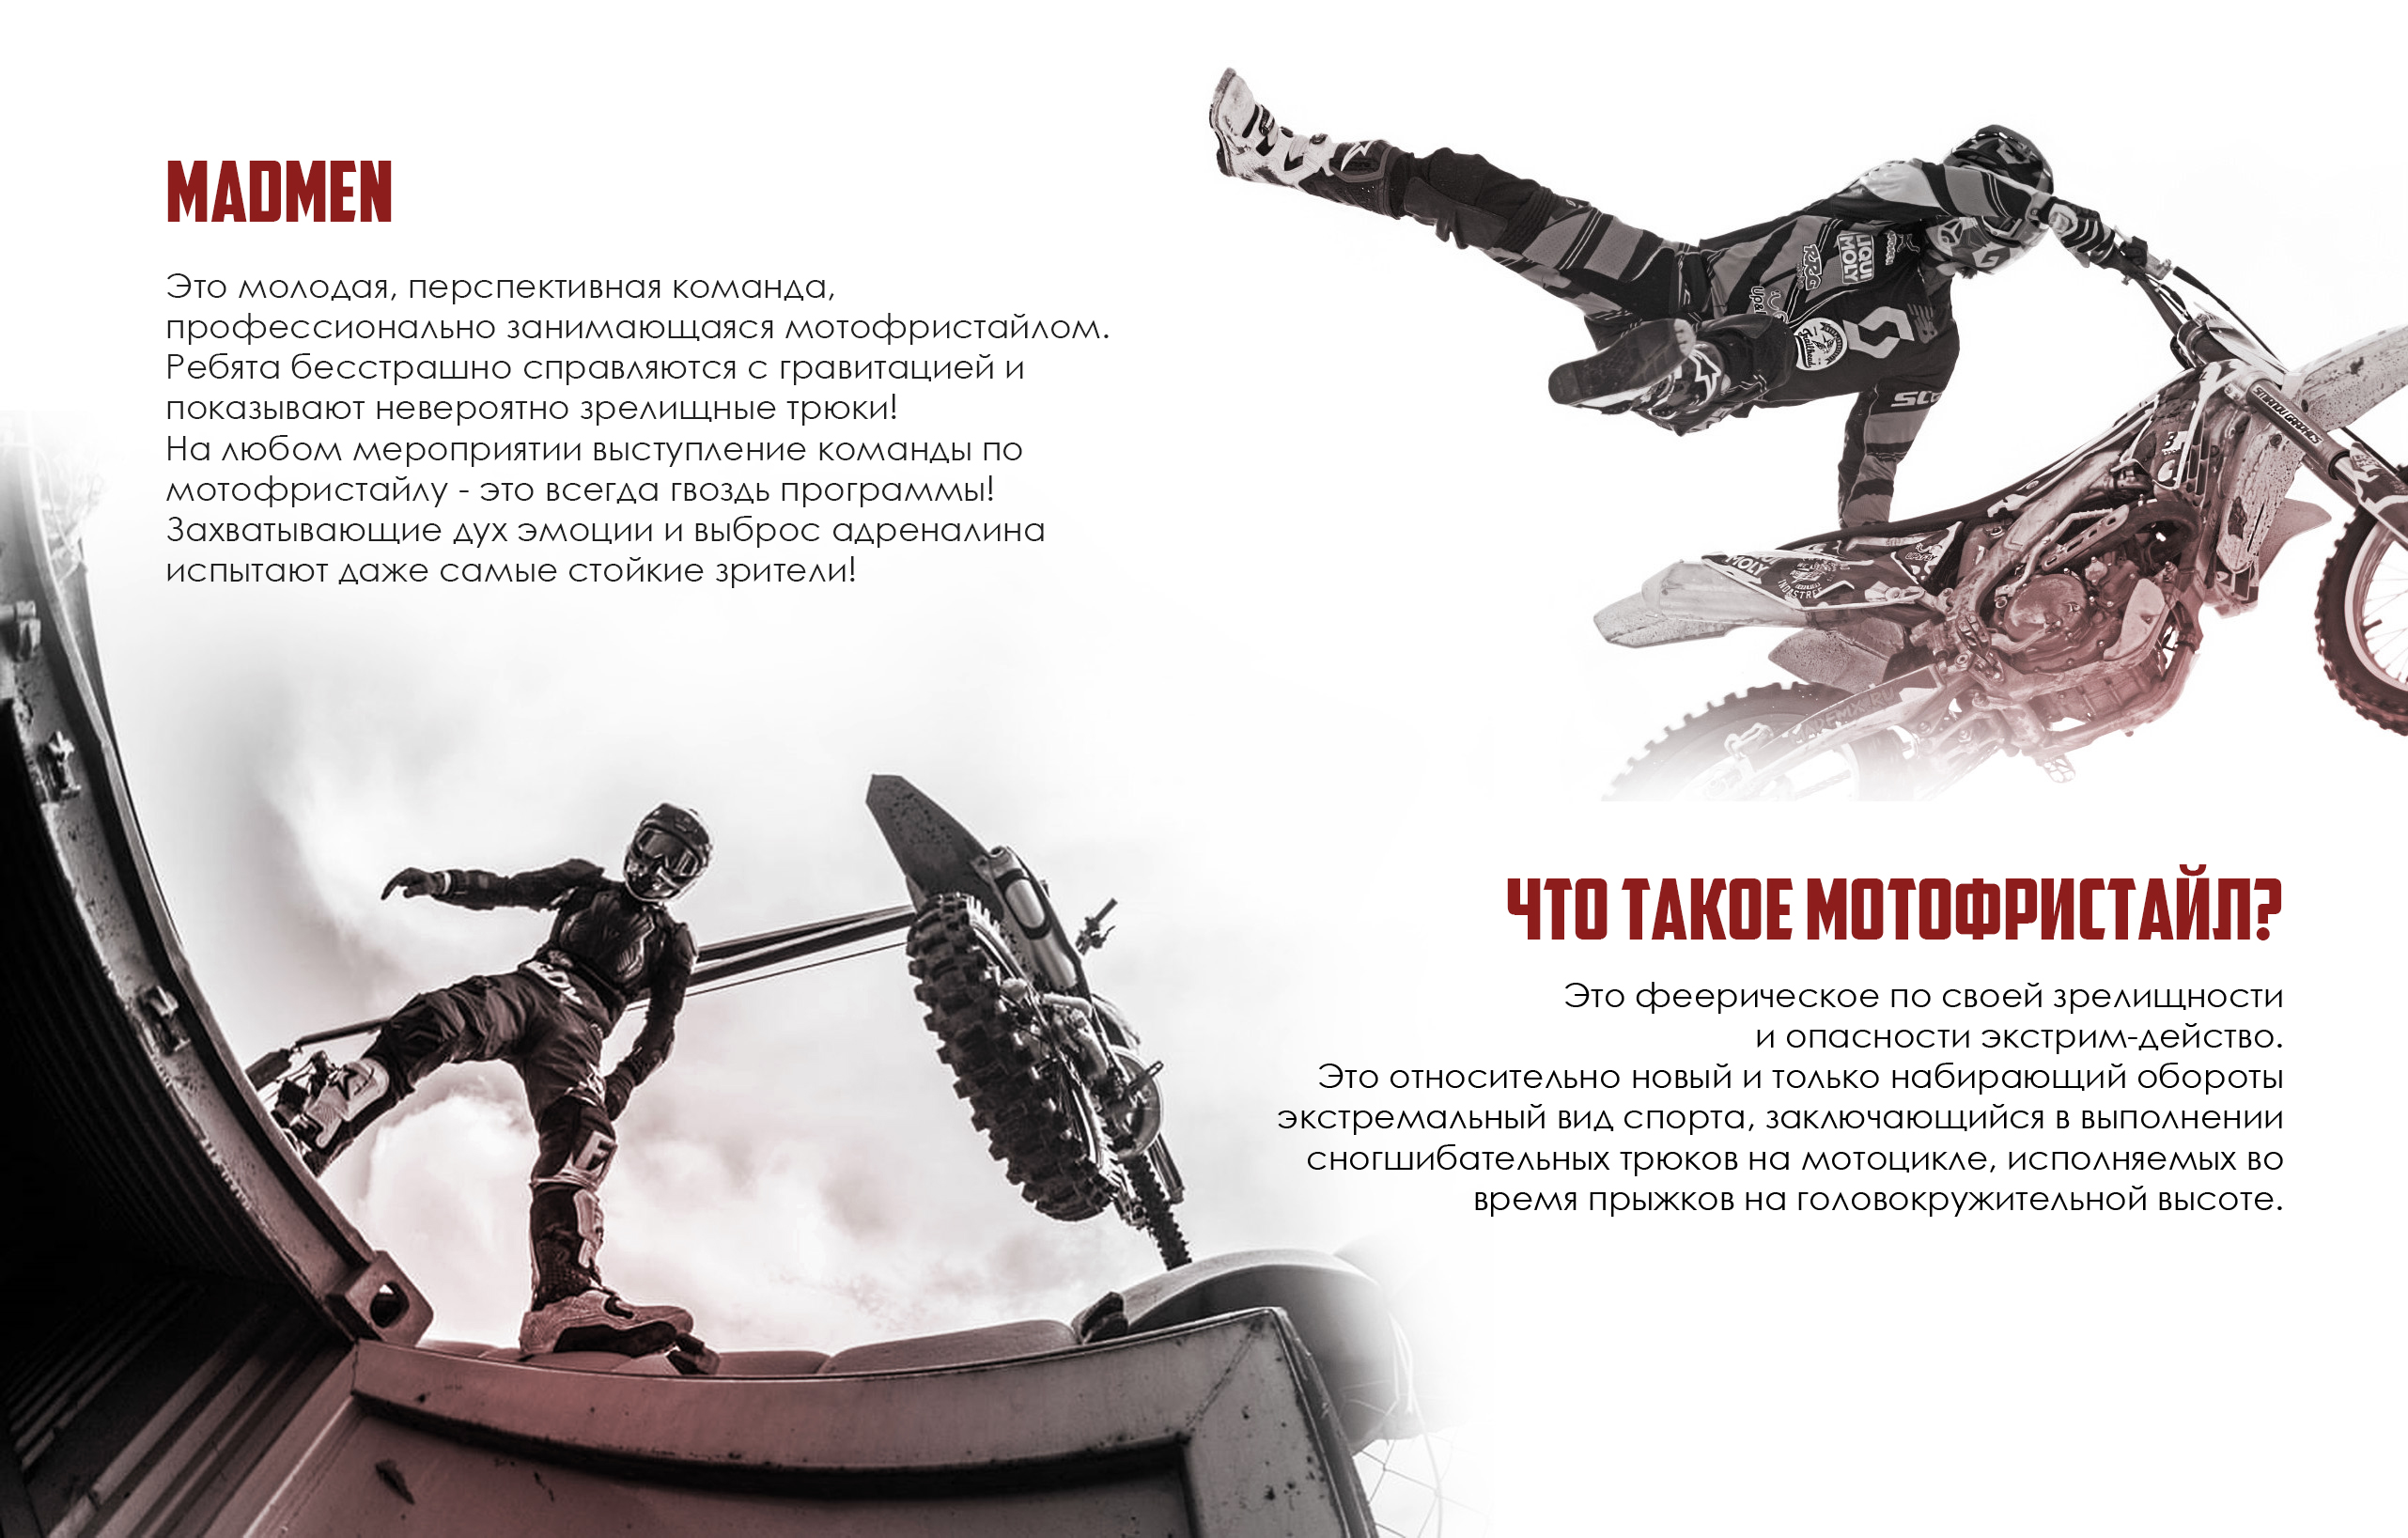 MADMEN
Это молодая, перспективная команда,
профессионально занимающаяся мотофристайлом.
Ребята бесстрашно справляются с гравитацией и
показывают невероятно зрелищные трюки!
На любом мероприятии выступление команды по
мотофристайлу - это всегда гвоздь программы!
Захватывающие дух эмоции и выброс адреналина
испытают даже самые стойкие зрители!
LIQUI
MOLY
MOLY
ЧТО ТАКОЕ МОТОФРИСТАЙЛ?
Это феерическое по своей зрелищности
и опасности экстрим-действо.
Это относительно новый и только набирающий обороты
экстремальный вид спорта, заключающийся в выполнении
сногшибательных трюков на мотоцикле, исполняемых во
время прыжков на головокружительной высоте.